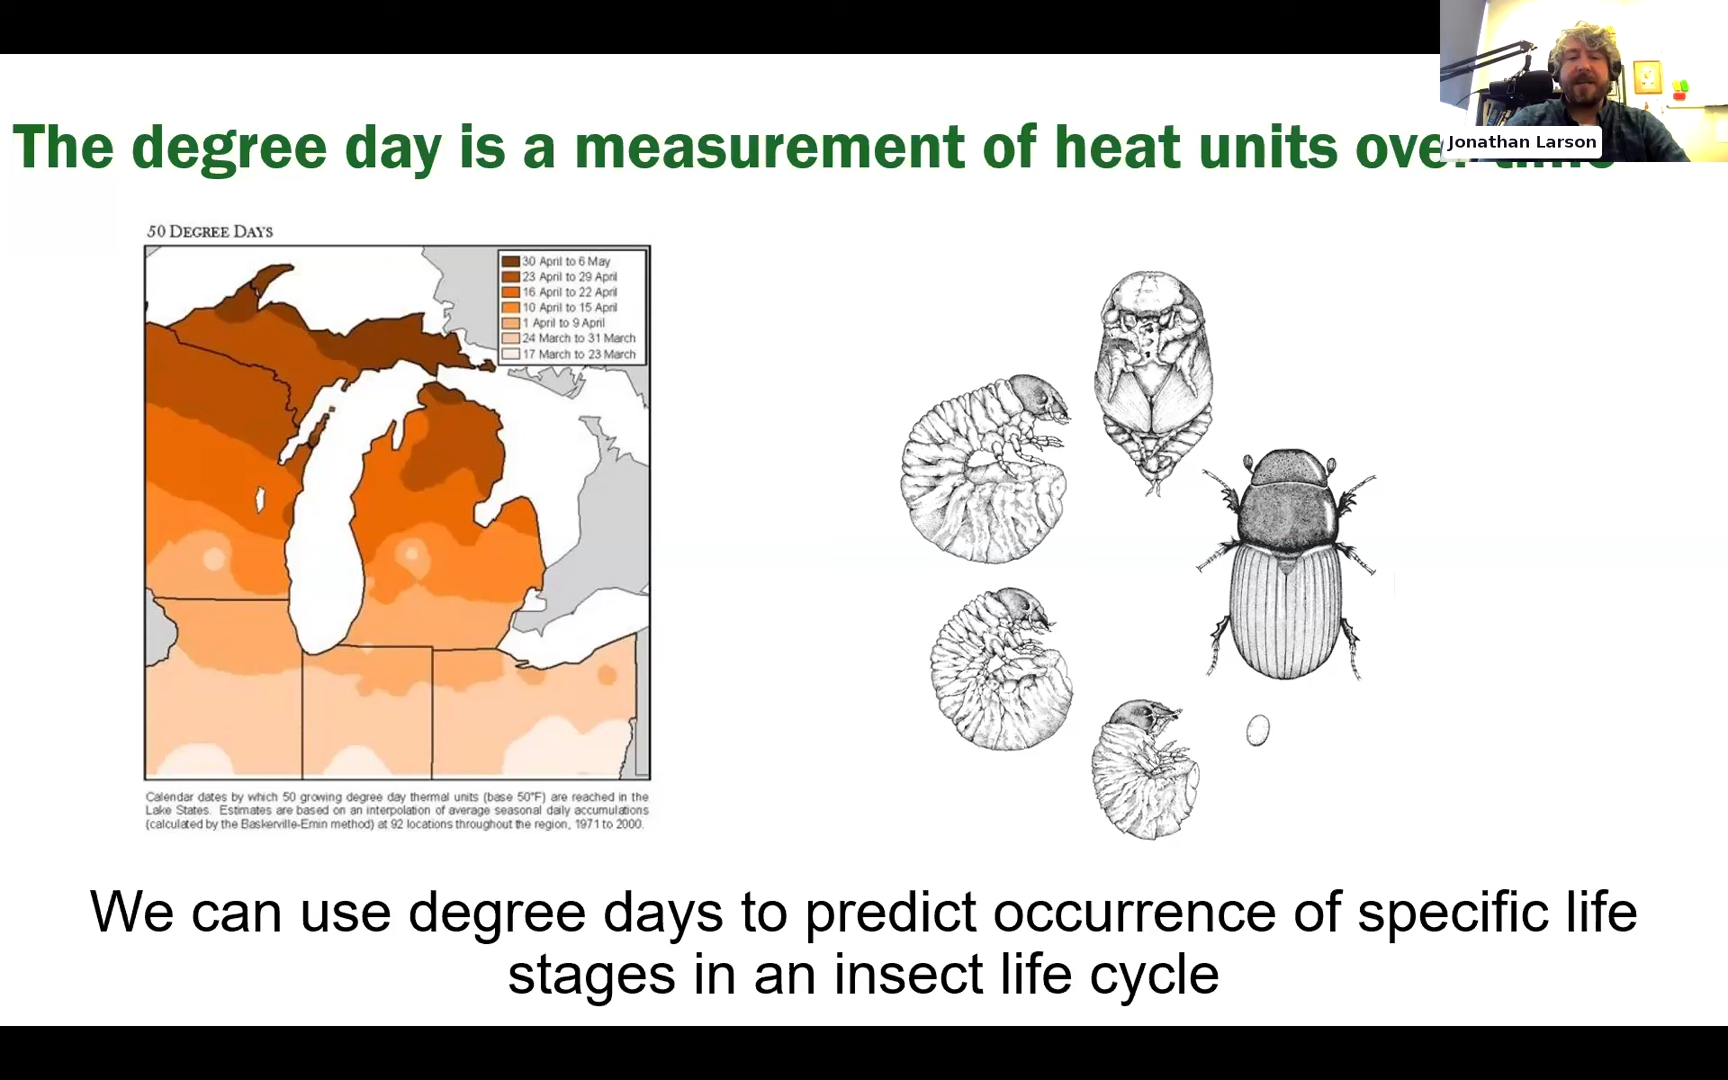 The degree day is a measurement of heat units over time
Jonathan Larson
50 DEGREE DAYS
30 April to 6 May
23 April to 29 April
16 April to 22 April
10 April to 15 April
1 April to 9 April
24 March to 31 March
17 March to 23 March
Calendar dates by which 50 growing degree day thermal units (base 50°F) are reached in the
Lake States. Estimates are based on an interpolation of average seasonal daily accumulations
(calculated by the Baskerville-Emin method) at 92 locations throughout the region, 1971 to 2000.
We can use degree days to predict occurrence of specific life
stages in an insect life cycle